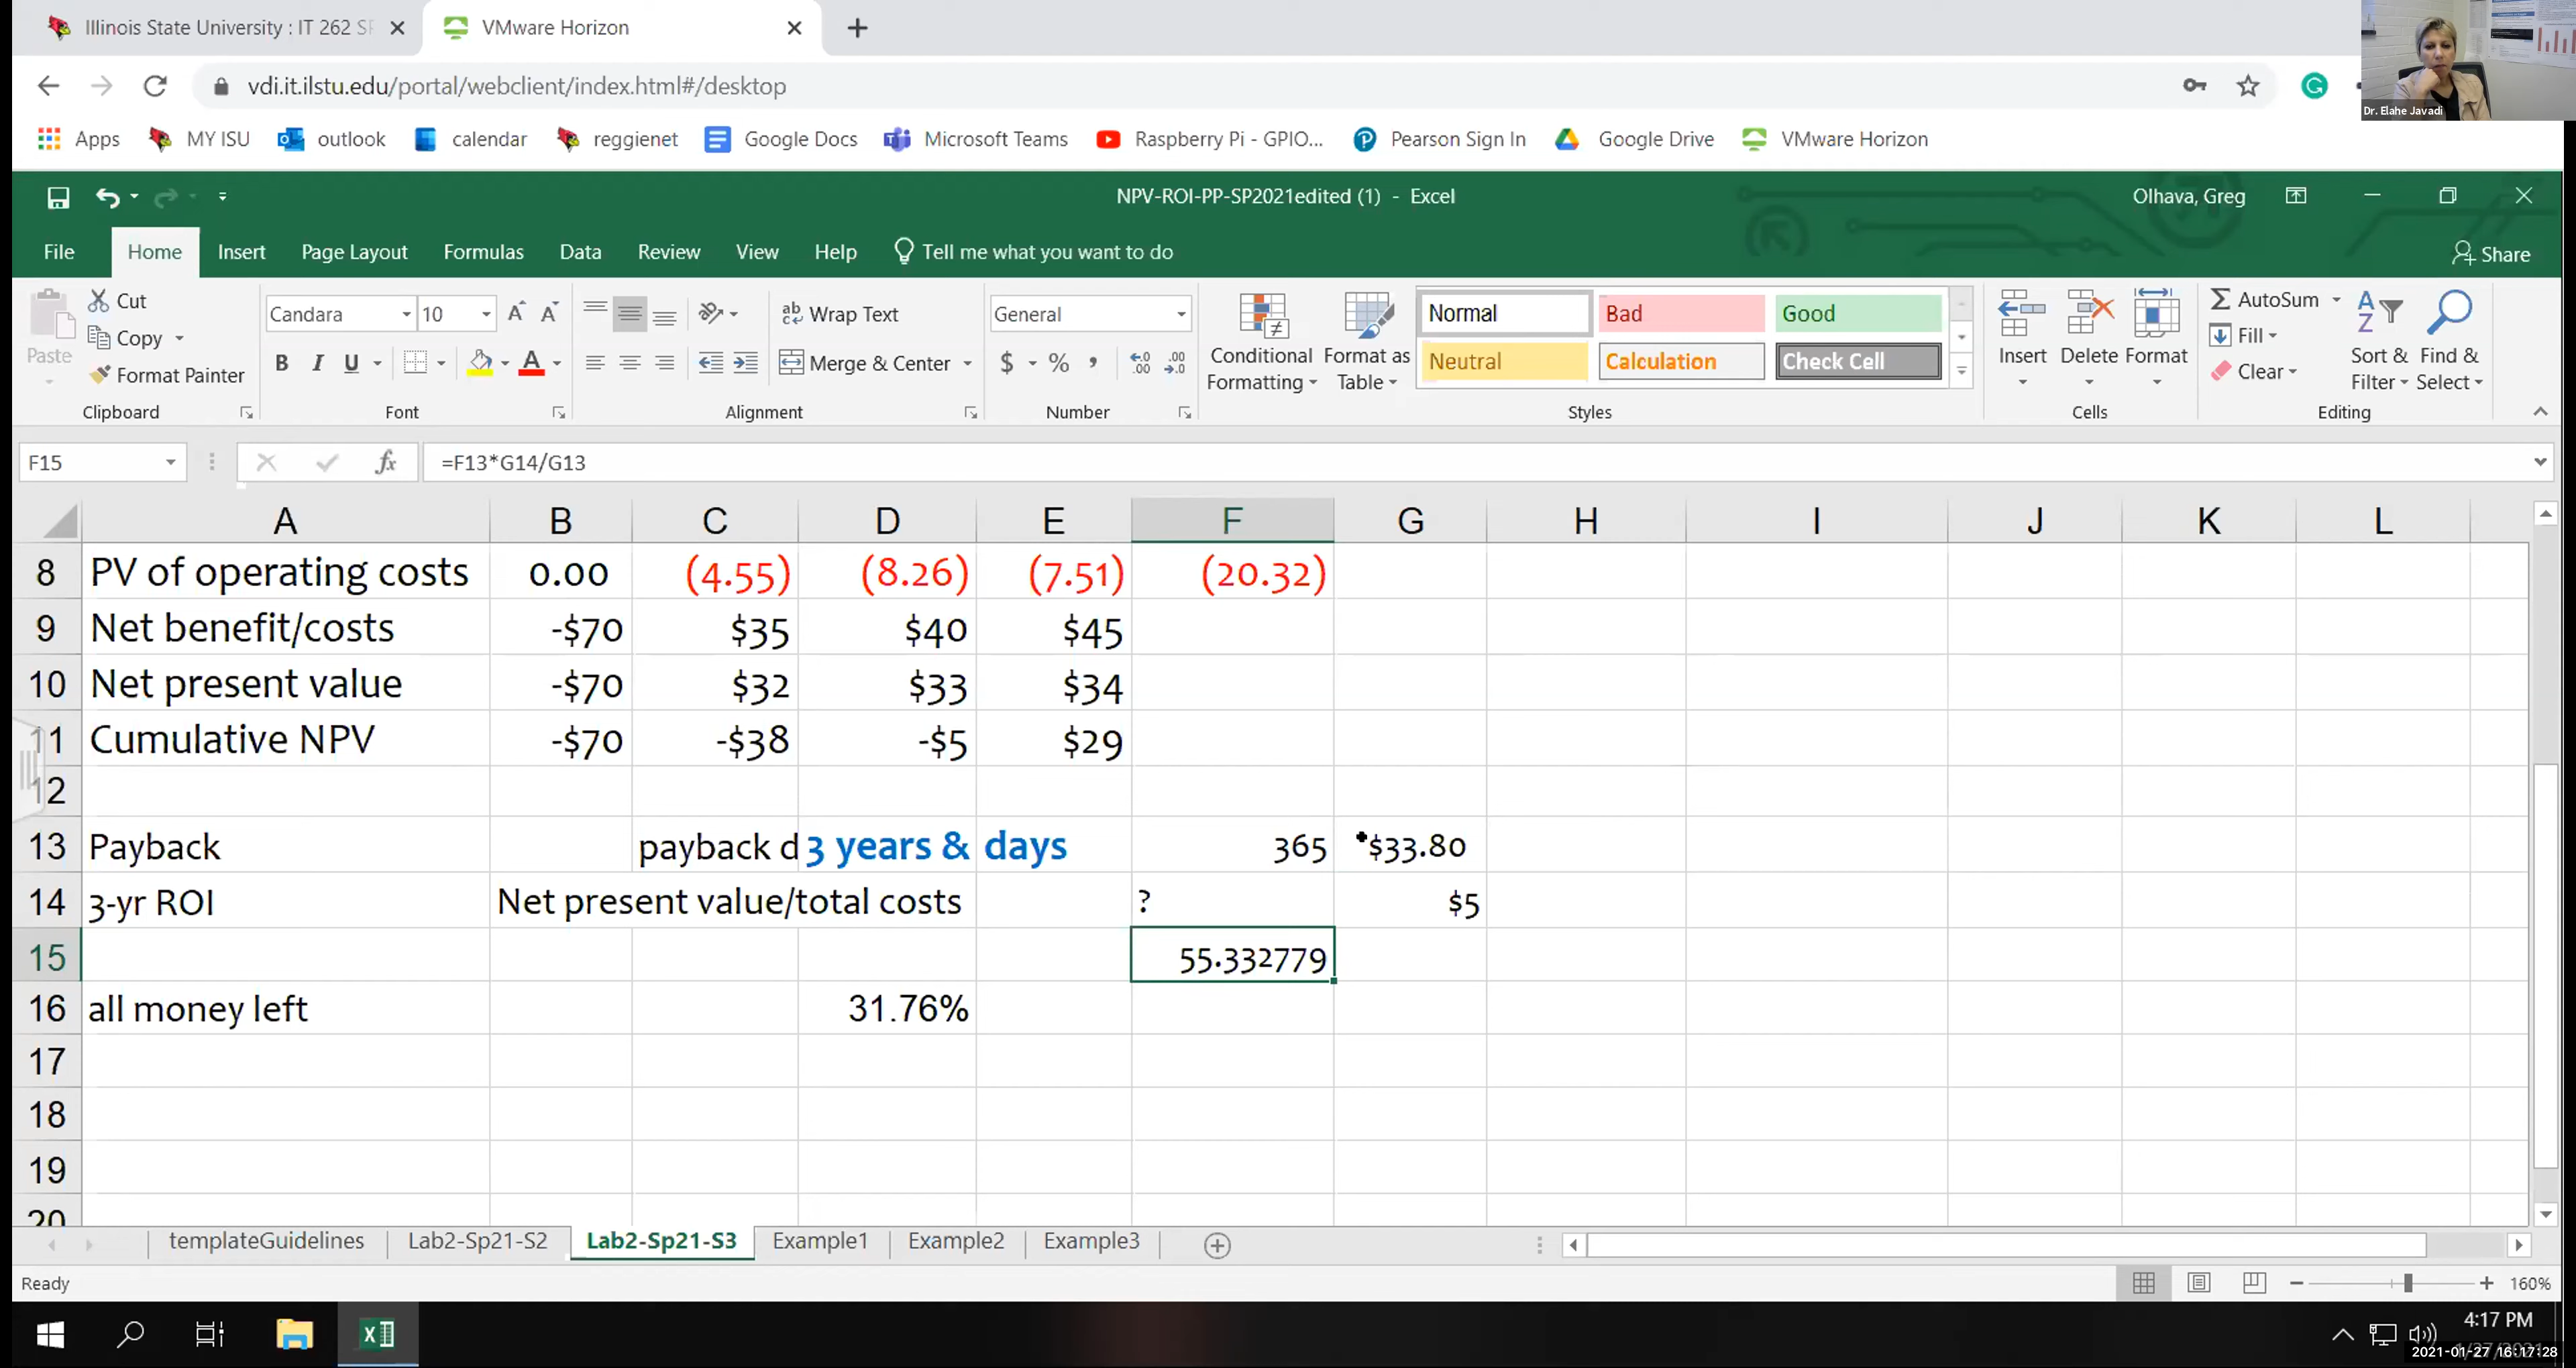 Illinois State University : IT 262 SP
VMware Horizon
vdi.it.ilstu.edu/portal/webclient/index.html#/desktop
Dr. Elahe Javadi
Apps MY ISU outlook calendar reggienet Google Docs Microsoft Teams Raspberry Pi - GPIO... Pearson Sign In Google Drive VMware Horizon
NPV-ROI-PP-SP2021edited (1) - Excel
Olhava, Greg
File Home Insert Page Layout Formulas Data Review View Help Tell me what you want to do Share
Paste Cut Candara 10 Wrap Text General Normal Bad Good Insert Delete Format AutoSum
Copy B I U Merge & Center $ % Conditional Formatting Format as Table Neutral Calculation Check Cell Fill Sort & Filter Find & Select
Format Painter Clear
Clipboard Font Alignment Number Styles Cells Editing
F15 fx =F13*G14/G13
A B C D E F G H I J K L
8 PV of operating costs 0.00 (4.55) (8.26) (7.51) (20.32)
9 Net benefit/costs -$70 $35 $40 $45
10 Net present value -$70 $32 $33 $34
11 Cumulative NPV -$70 -$38 -$5 $29
12
13 Payback payback d 3 years & days 365 $33.80
14 3-yr ROI Net present value/total costs ? $5
15 55.332779
16 all money left 31.76%
17
18
19
20
templateGuidelines Lab2-Sp21-S2 Lab2-Sp21-S3 Example1 Example2 Example3
Ready 160%
4:17 PM
2021-01-27 16:17:28